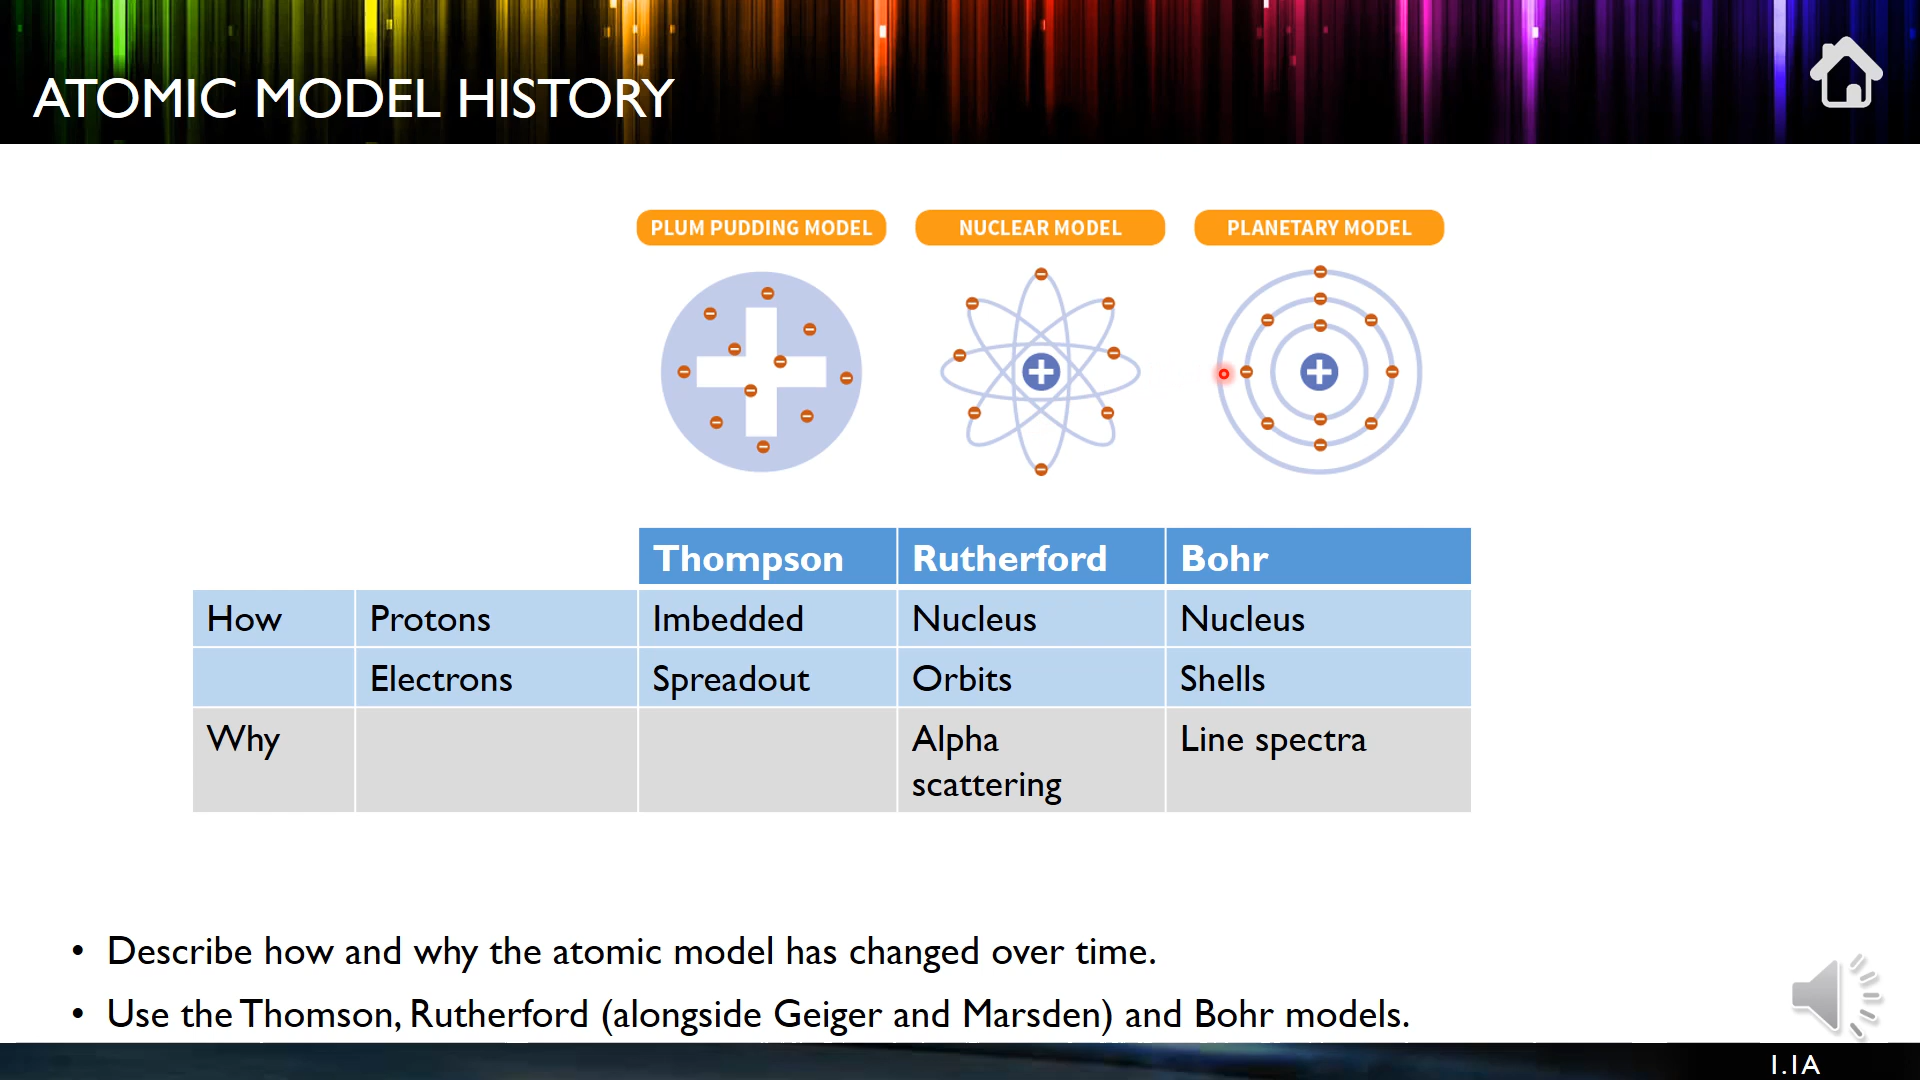 ATOMIC MODEL HISTORY
PLUM PUDDING MODEL NUCLEAR MODEL PLANETARY MODEL
Thompson Rutherford Bohr
How Protons Imbedded Nucleus Nucleus
Electrons Spreadout Orbits Shells
Why Alpha scattering Line spectra
• Describe how and why the atomic model has changed over time.
• Use the Thomson, Rutherford (alongside Geiger and Marsden) and Bohr models.
1.1A